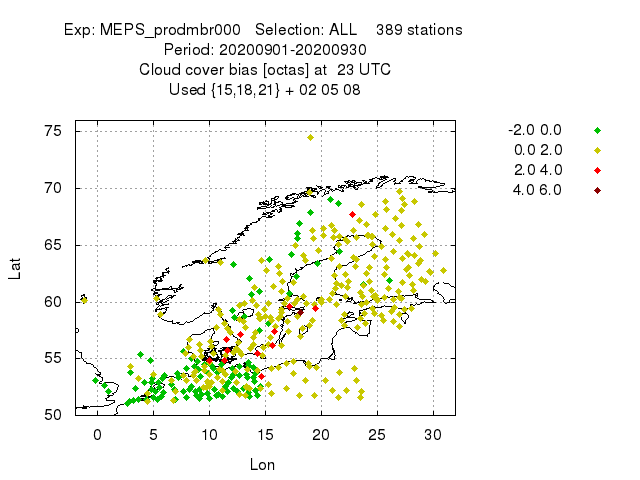 Exp: MEPS_prodmbr000 Selection: ALL 389 stations
Period: 20200901-20200930
Cloud cover bias [octas] at 23 UTC
Used {15,18,21} + 02 05 08
-2.0 0.0
0.0 2.0
2.0 4.0
4.0 6.0
75
70
65
60
55
50
Lat
0 5 10 15 20 25 30
Lon